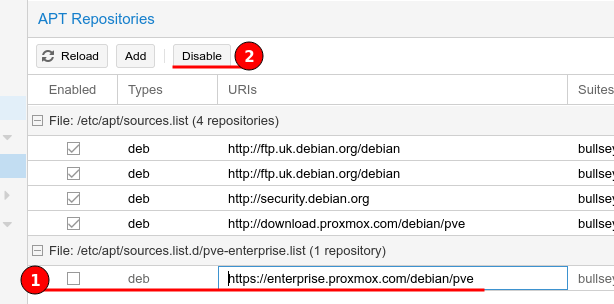 APT Repositories
Reload Add Disable 2
Enabled Types URIs Suites
File: /etc/apt/sources.list (4 repositories)
deb http://ftp.uk.debian.org/debian bullsey
deb http://ftp.uk.debian.org/debian bullsey
deb http://security.debian.org bullsey
deb http://download.proxmox.com/debian/pve bullsey
File: /etc/apt/sources.list.d/pve-enterprise.list (1 repository)
1 deb https://enterprise.proxmox.com/debian/pve bullsey